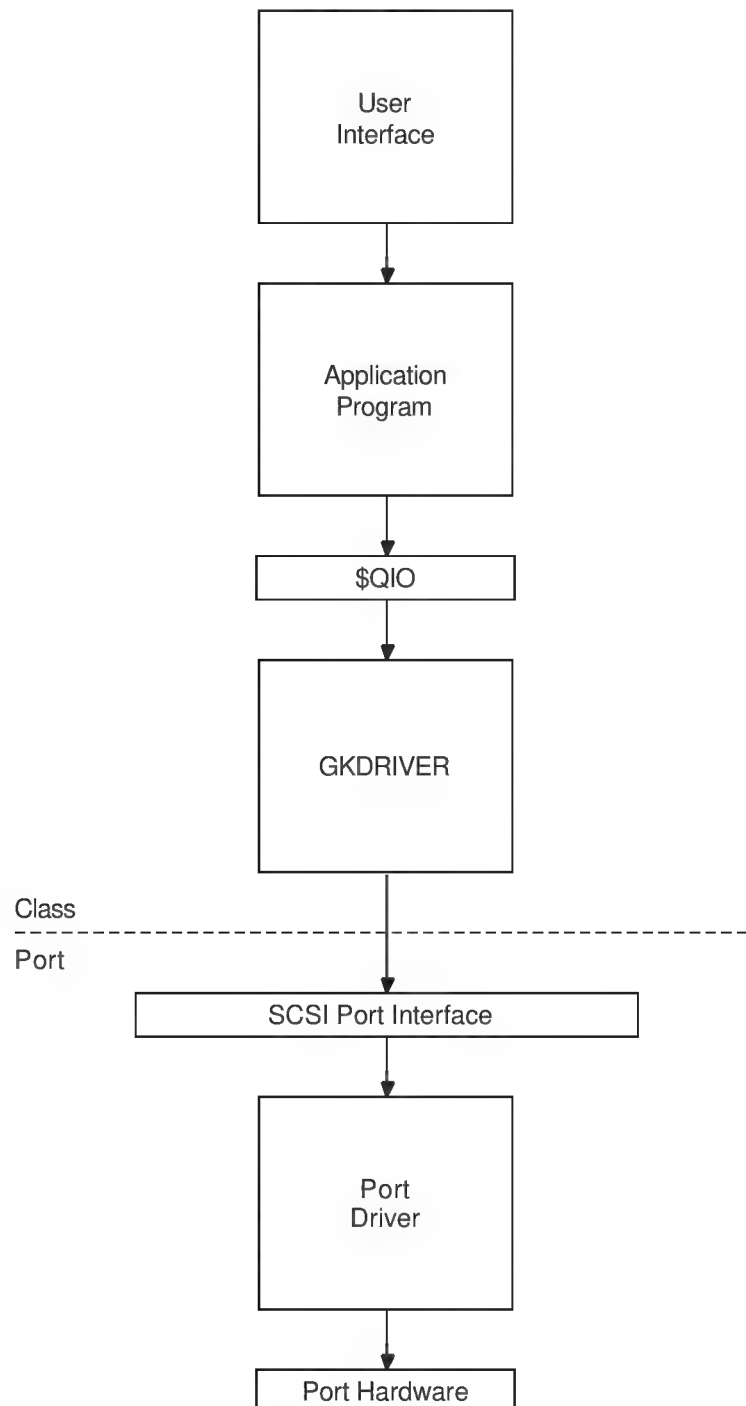 User
Interface
Application
Program
$QIO
GKDRIVER
Class
Port
SCSI Port Interface
Port
Driver
Port Hardware